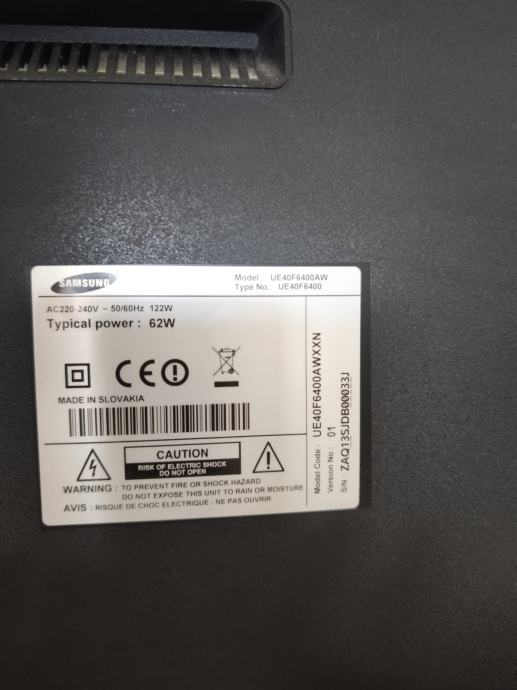 SAMSUNG
Model : UE40F6400AW
Type No.: UE40F6400
AC220-240V ~ 50/60Hz 122W
Typical power : 62W
CE
MADE IN SLOVAKIA
CAUTION
RISK OF ELECTRIC SHOCK
DO NOT OPEN
WARNING : TO PREVENT FIRE OR SHOCK HAZARD
DO NOT EXPOSE THIS UNIT TO RAIN OR MOISTURE
AVIS : RISQUE DE CHOC ELECTRIQUE - NE PAS OUVRIR
Model Code : UE40F6400AWXXN
Version No : 01
S/N : ZAQ13SJDB00033J